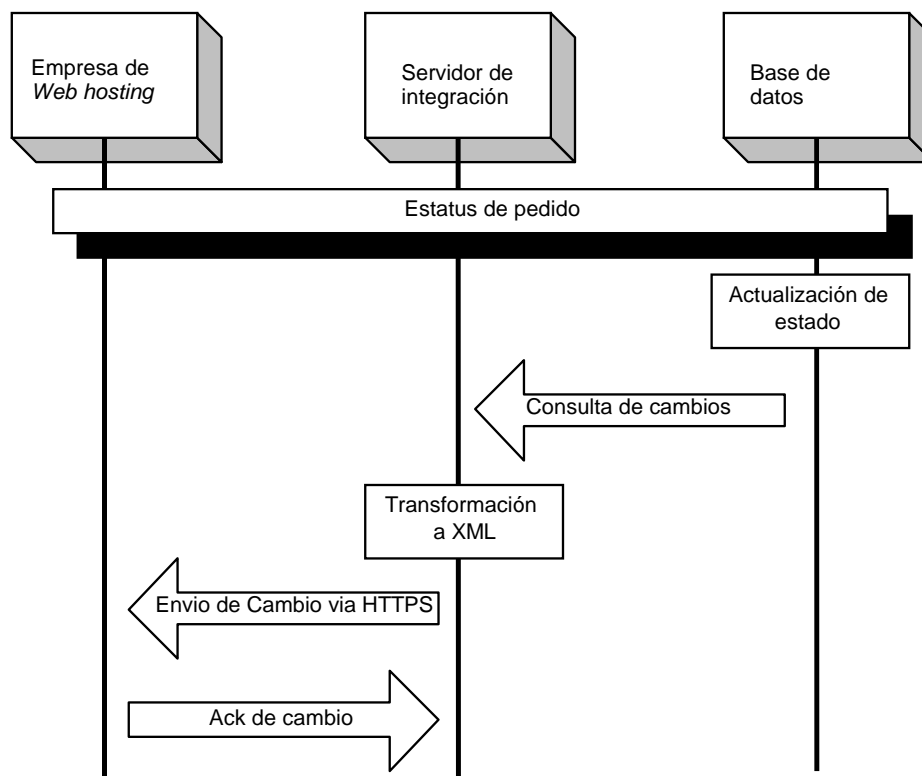 Empresa de
Web hosting
Servidor de
integración
Base de
datos
Estatus de pedido
Actualización de
estado
Consulta de cambios
Transformación
a XML
Envio de Cambio via HTTPS
Ack de cambio